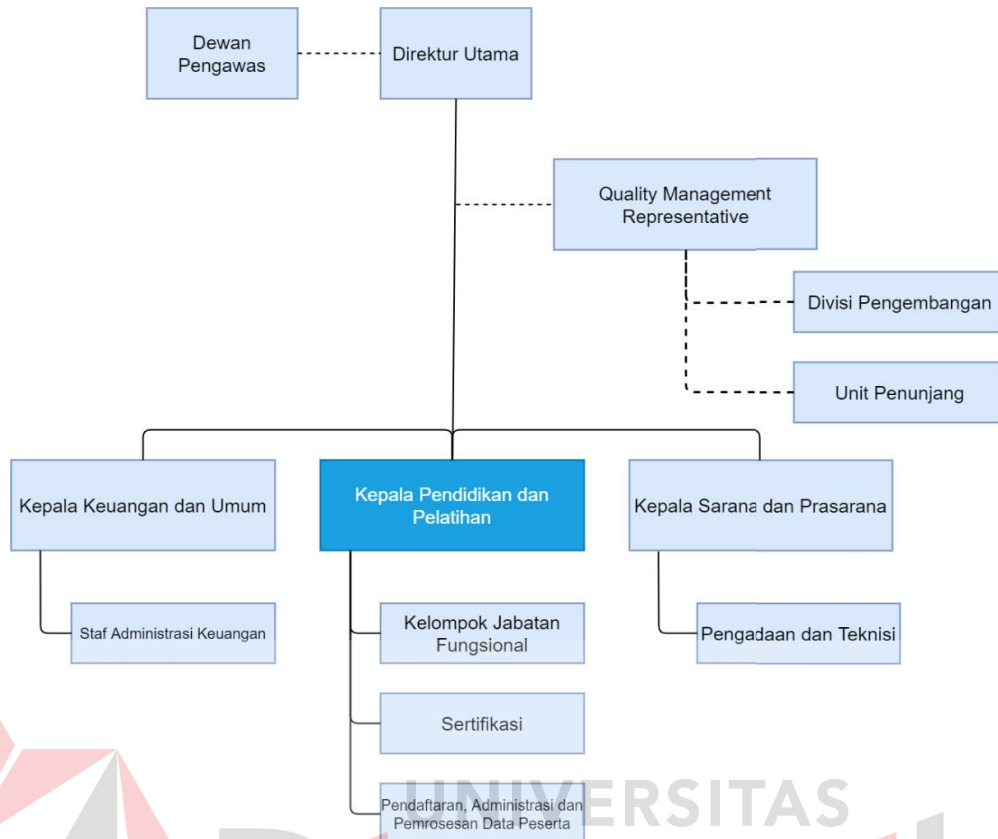 Dewan
Pengawas
Direktur Utama
Quality Management
Representative
Divisi Pengembangan
Unit Penunjang
Kepala Keuangan dan Umum
Kepala Pendidikan dan
Pelatihan
Kepala Sarana dan Prasarana
Staf Administrasi Keuangan
Kelompok Jabatan
Fungsional
Pengadaan dan Teknisi
Sertifikasi
UNIVERSITAS
Pendaftaran, Administrasi dan
Pemrosesan Data Peserta